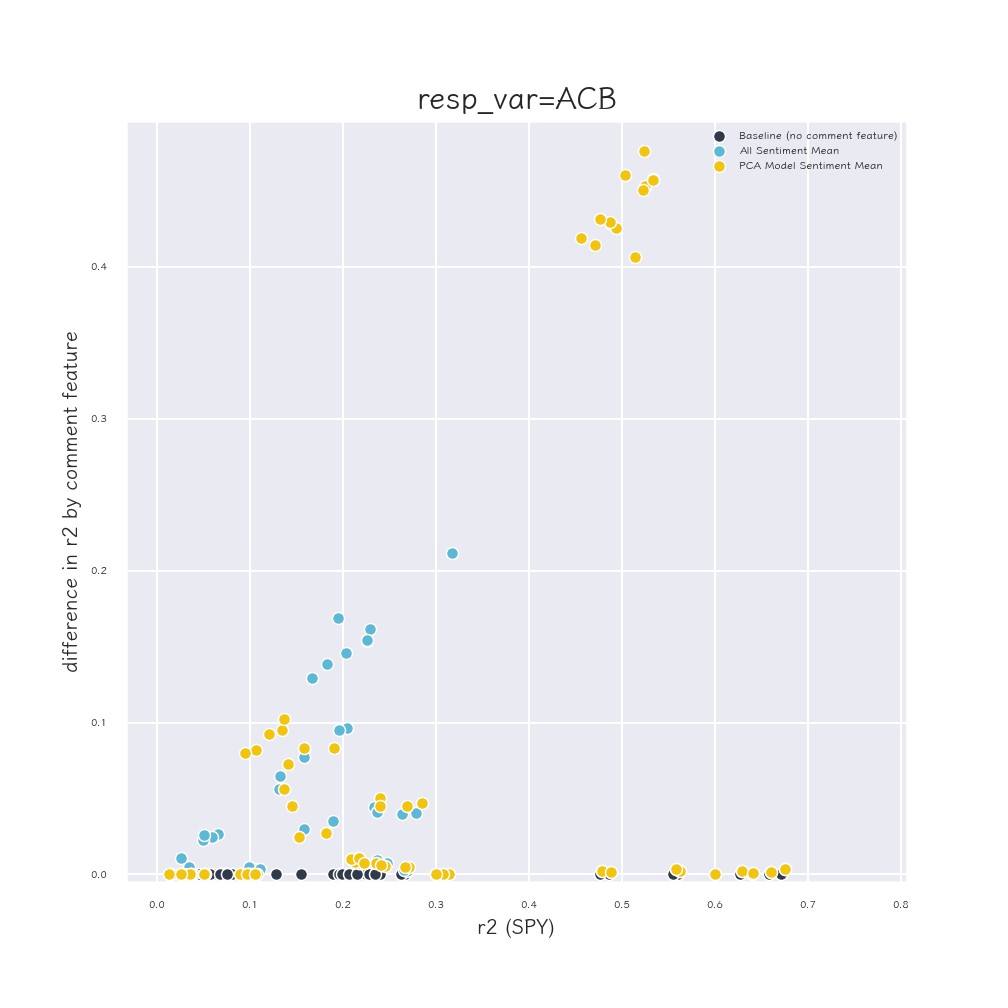 resp_var=ACB
Baseline (no comment feature)
All Sentiment Mean
PCA Model Sentiment Mean
difference in r2 by comment feature
0.4
0.3
0.2
0.1
0.0
0.0 0.1 0.2 0.3 0.4 0.5 0.6 0.7 0.8
r2 (SPY)